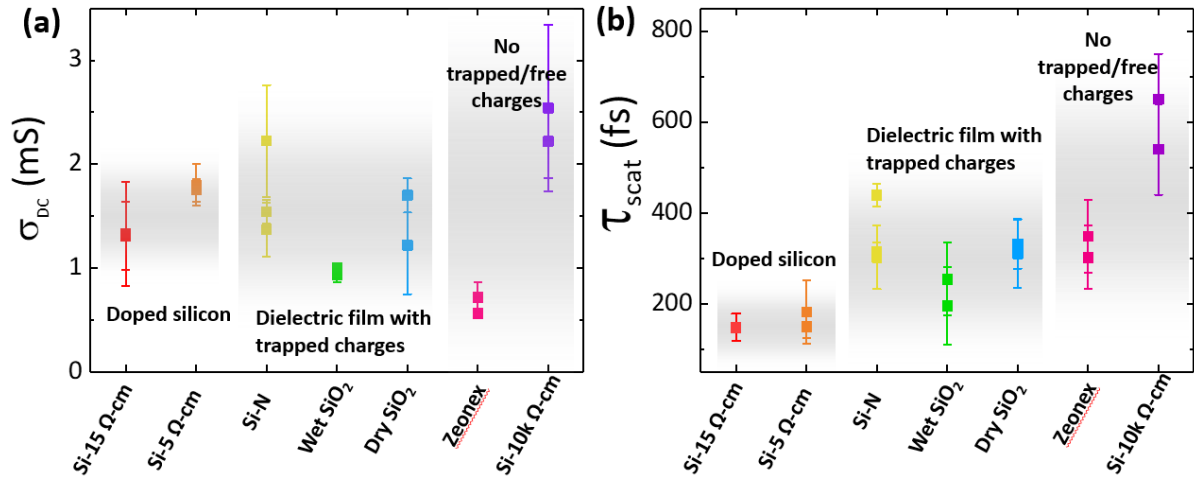 (a)
σDC (mS)
3
2
1
0
No
trapped/free
charges
Doped silicon
Dielectric film with
trapped charges
Si-15 Ω-cm
Si-5 Ω-cm
Si-N
Wet SiO₂
Dry SiO₂
Zeonex
Si-10k Ω-cm
(b)
τscat (fs)
800
600
400
200
No
trapped/free
charges
Dielectric film with
trapped charges
Doped silicon
Si-15 Ω-cm
Si-5 Ω-cm
Si-N
Wet SiO₂
Dry SiO₂
Zeonex
Si-10k Ω-cm